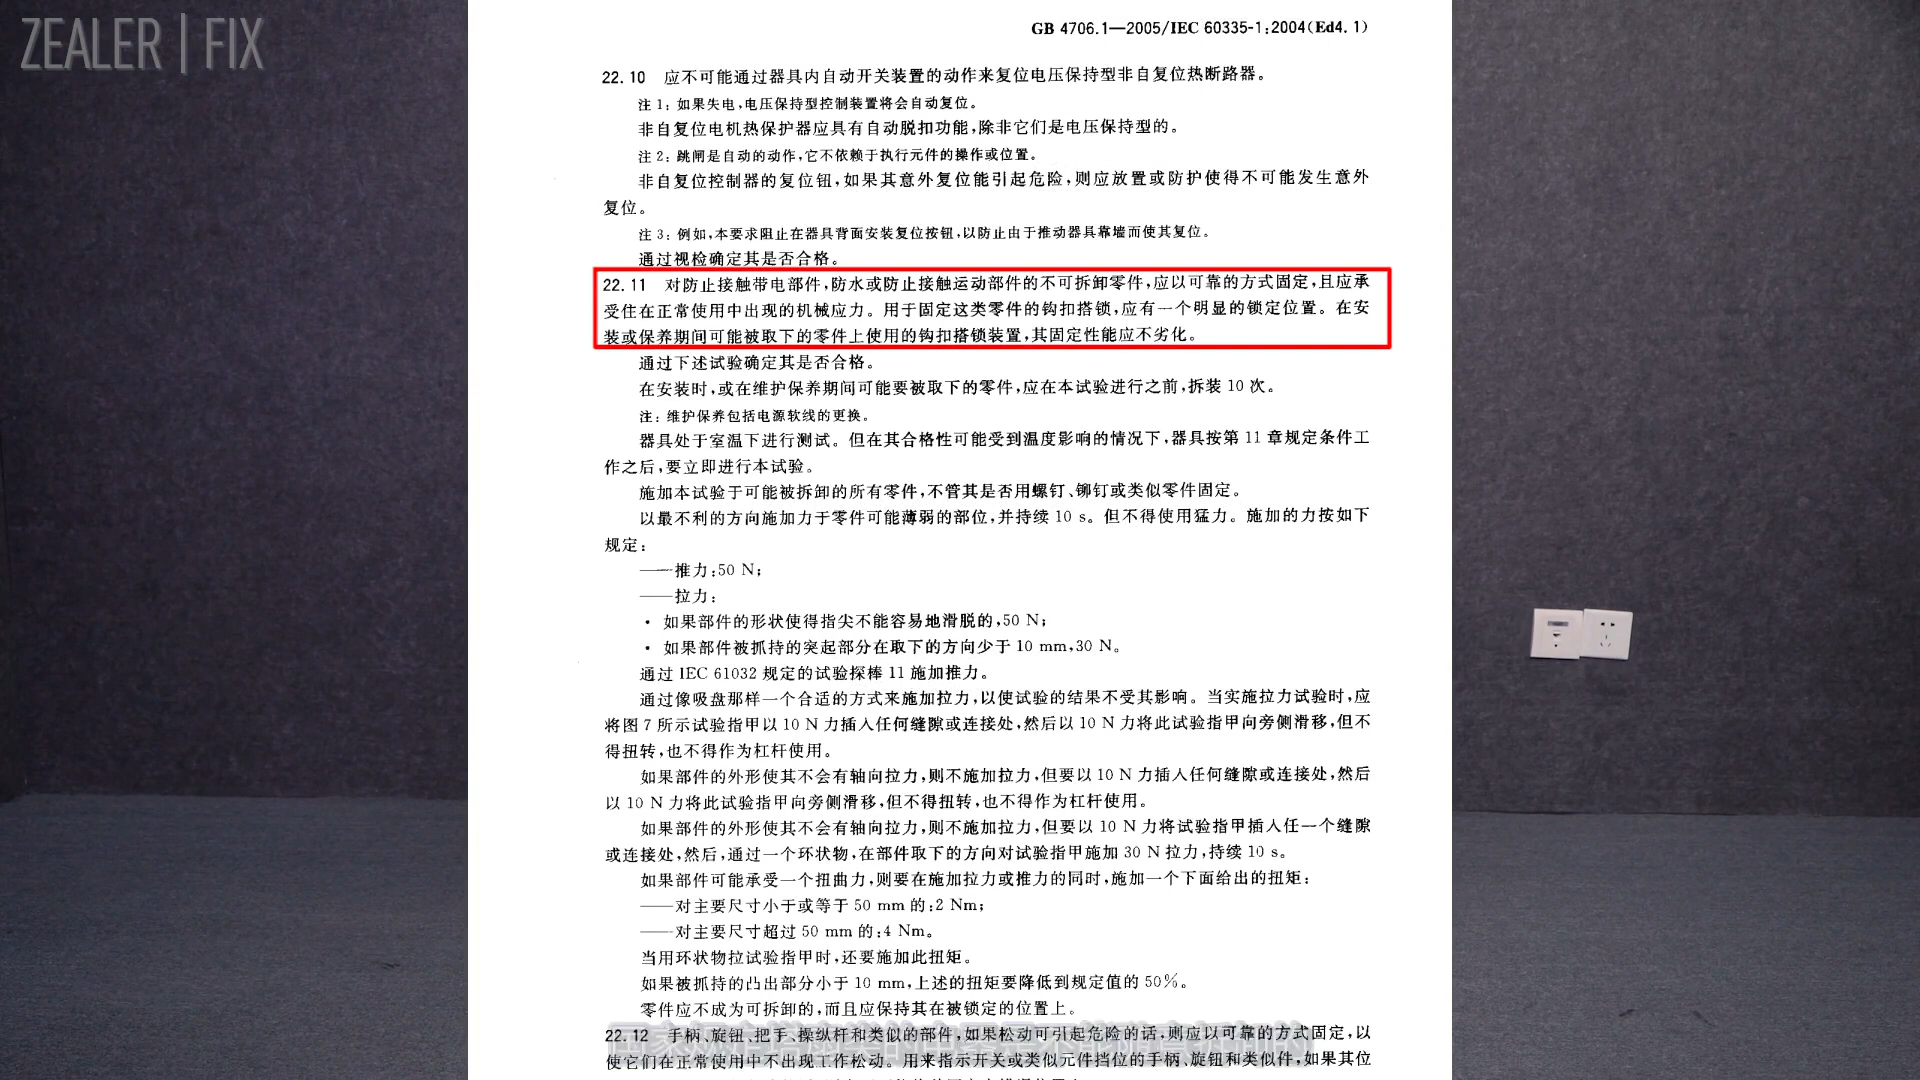 ZEALER | FIX
GB 4706.1—2005/IEC 60335-1:2004(Ed4.1)
22.10 应不可能通过器具内自动开关装置的动作来复位电压保持型非自复位热断路器。
注1:如果失电,电压保持型控制装置将会自动复位。
非自复位电机热保护器应具有自动脱扣功能,除非它们是电压保持型的。
注2:跳闸是自动的动作,它不依赖于执行元件的操作或位置。
非自复位控制器的复位钮,如果其意外复位能引起危险,则应放置或防护使得不可能发生意外
复位。
注3:例如,本要求阻止在器具背面安装复位按钮,以防止由于推动器具靠墙而使其复位。
通过视检确定其是否合格。
22.11 对防止接触带电部件,防水或防止接触运动部件的不可拆卸零件,应以可靠的方式固定,且应承
受住在正常使用中出现的机械应力。用于固定这类零件的钩扣搭锁,应有一个明显的锁定位置。在安
装或保养期间可能被取下的零件上使用的钩扣搭锁装置,其固定性能应不劣化。
通过下述试验确定其是否合格。
在安装时,或在维护保养期间可能要被取下的零件,应在本试验进行之前,拆装10次。
注:维护保养包括电源软线的更换。
器具处于室温下进行测试。但在其合格性可能受到温度影响的情况下,器具按第11章规定条件工
作之后,要立即进行本试验。
施加本试验于可能被拆卸的所有零件,不管其是否用螺钉、铆钉或类似零件固定。
以最不利的方向施加力于零件可能薄弱的部位,并持续10 s。但不得使用猛力。施加的力按如下
规定:
——推力:50 N;
——拉力:
· 如果部件的形状使得指尖不能容易地滑脱的,50 N;
· 如果部件被抓持的突起部分在取下的方向少于10 mm,30 N。
通过IEC 61032规定的试验探棒11施加推力。
通过像吸盘那样一个合适的方式来施加拉力,以使试验的结果不受其影响。当实施拉力试验时,应
将图7所示试验指甲以10 N力插入任何缝隙或连接处,然后以10 N力将此试验指甲向旁侧滑移,但不
得扭转,也不得作为杠杆使用。
如果部件的外形使其不会有轴向拉力,则不施加拉力,但要以10 N力插入任何缝隙或连接处,然后
以10 N力将此试验指甲向旁侧滑移,但不得扭转,也不得作为杠杆使用。
如果部件的外形使其不会有轴向拉力,则不施加拉力,但要以10 N力将试验指甲插入任一个缝隙
或连接处,然后,通过一个环状物,在部件取下的方向对试验指甲施加30 N拉力,持续10 s。
如果部件可能承受一个扭曲力,则要在施加拉力或推力的同时,施加一个下面给出的扭矩:
——对主要尺寸小于或等于50 mm的:2 Nm;
——对主要尺寸超过50 mm的:4 Nm。
当用环状物拉试验指甲时,还要施加此扭矩。
如果被抓持的凸出部分小于10 mm,上述的扭矩要降低到规定值的50%。
零件应不成为可拆卸的,而且应保持其在被锁定的位置上。
22.12 手柄、旋钮、把手、操纵杆和类似的部件,如果松动可引起危险的话,则应以可靠的方式固定,以
使它们在正常使用中不出现工作松动。用来指示开关或类似元件挡位的手柄、旋钮和类似件,如果其位